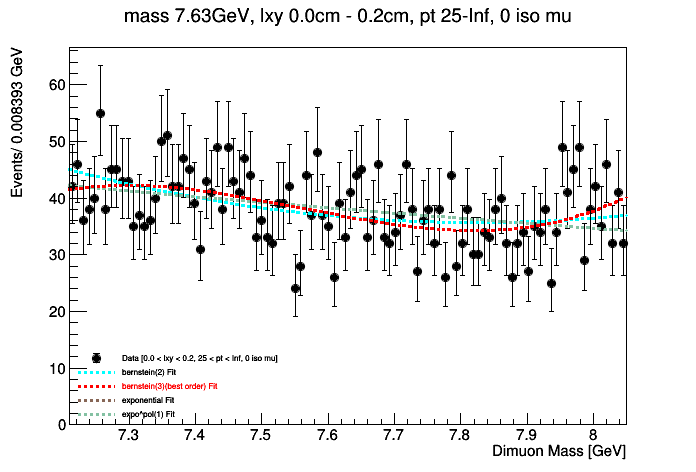 mass 7.63GeV, lxy 0.0cm - 0.2cm, pt 25-Inf, 0 iso mu
Events/ 0.008393 GeV
60
50
40
30
20
10
0
Data [0.0 < lxy < 0.2, 25 < pt < Inf, 0 iso mu]
bernstein(2) Fit
bernstein(3)(best order) Fit
exponential Fit
expo*pol(1) Fit
7.3 7.4 7.5 7.6 7.7 7.8 7.9 8
Dimuon Mass [GeV]